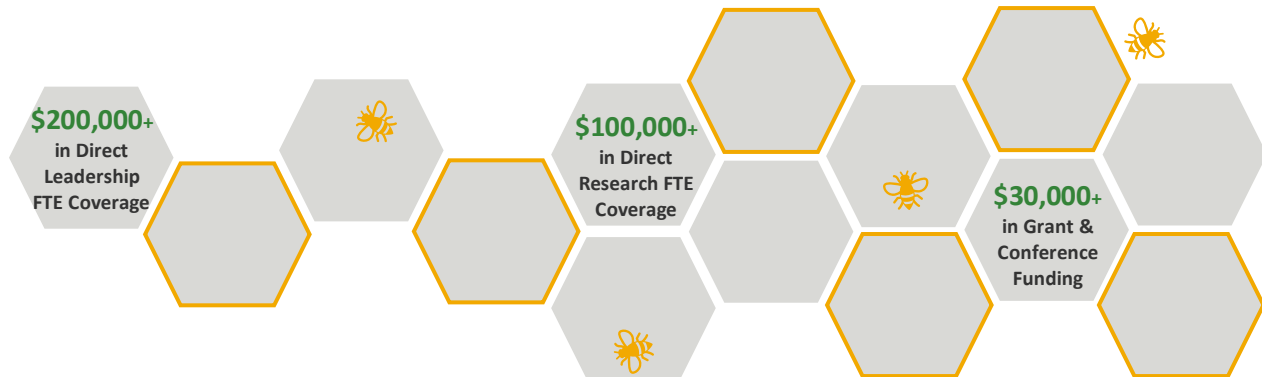 $200,000+
in Direct
Leadership
FTE Coverage
$100,000+
in Direct
Research FTE
Coverage
$30,000+
in Grant &
Conference
Funding